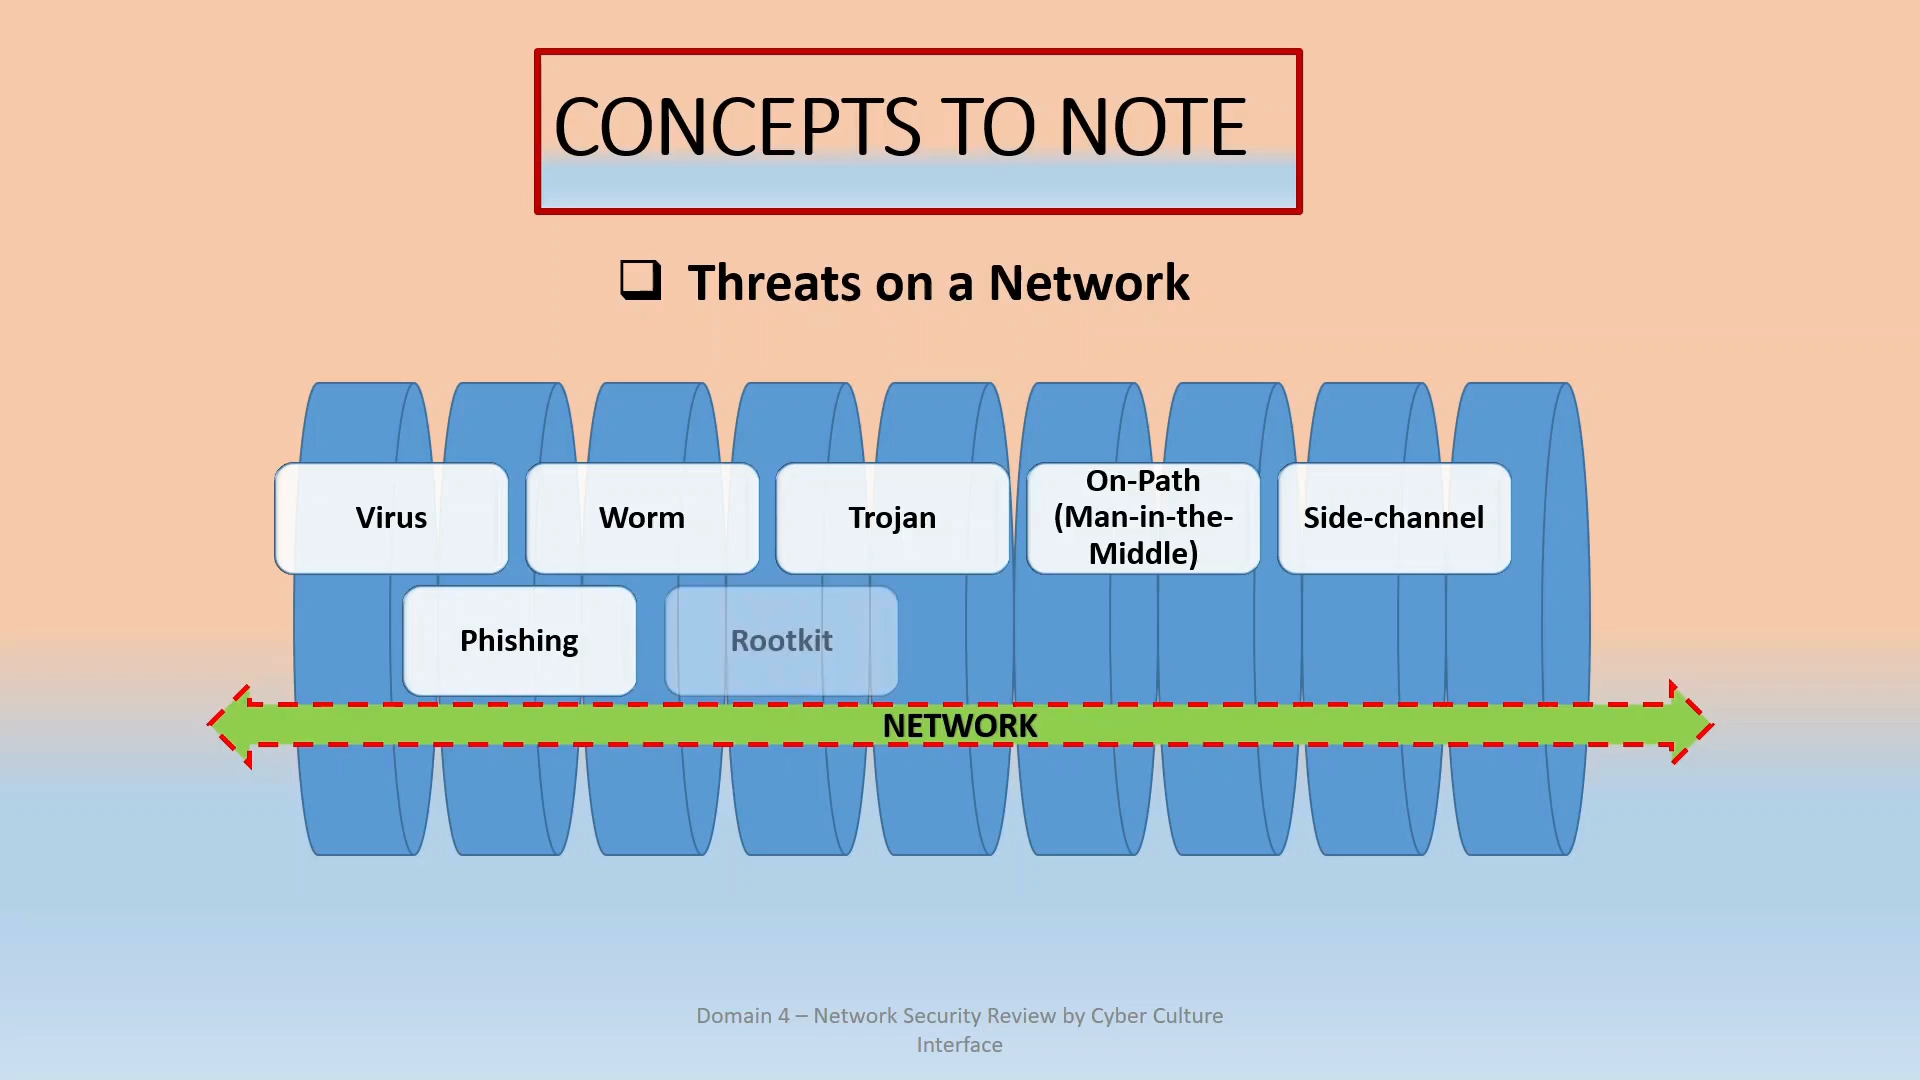 CONCEPTS TO NOTE
Threats on a Network
Virus
Worm
Trojan
On-Path
(Man-in-the-
Middle)
Side-channel
Phishing
Rootkit
NETWORK
Domain 4 – Network Security Review by Cyber Culture
Interface